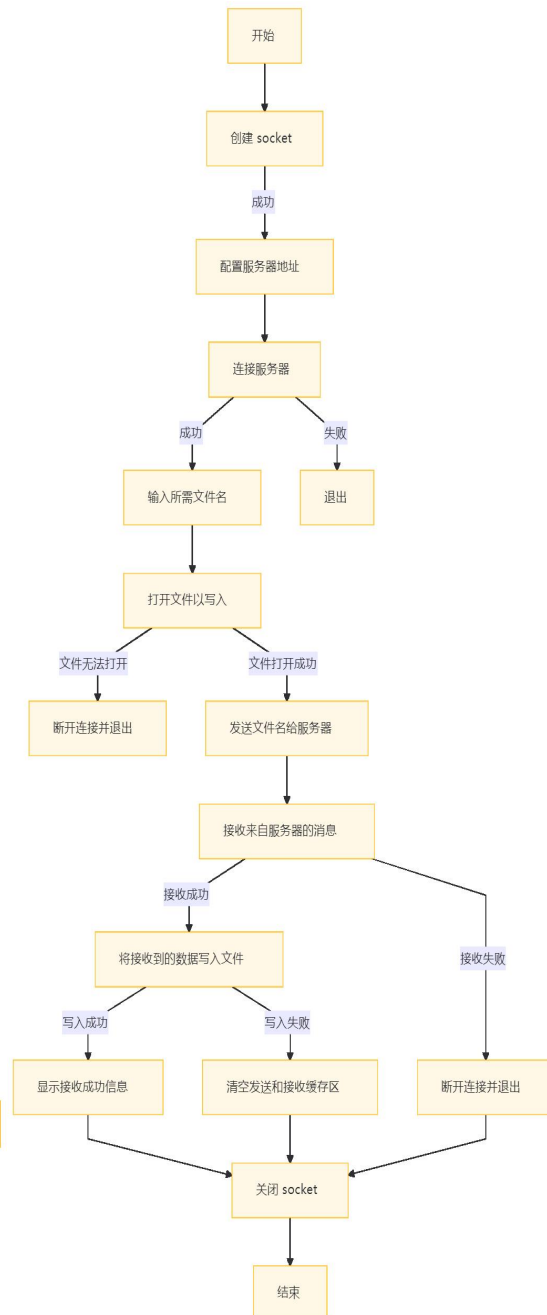 开始
创建 socket
成功
配置服务器地址
连接服务器
成功
失败
输入所需文件名
退出
打开文件以写入
文件无法打开
文件打开成功
断开连接并退出
发送文件名给服务器
接收来自服务器的消息
接收成功
将接收到的数据写入文件
接收失败
写入成功
写入失败
显示接收成功信息
清空发送和接收缓存区
断开连接并退出
关闭 socket
结束